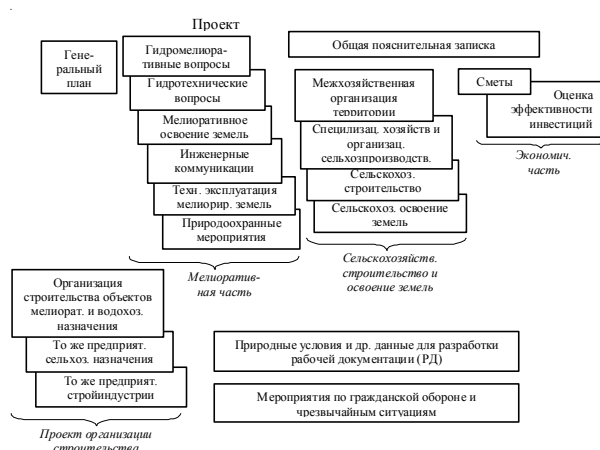 Проект
Гене-
ральный
план
Гидромелиора-
тивные вопросы
Гидротехнические
вопросы
Мелиоративное
освоение земель
Инженерные
коммуникации
Техн. эксплуатация
мелиорир. земель
Природоохранные
мероприятия
Мелиоратив-
ная часть
Общая пояснительная записка
Межхозяйственная
организация
территории
Специлизац. хозяйств и
организац.
сельхозпроизводств.
Сельскохоз.
строительство
Сельскохоз. освоение
земель
Сельскохозяйств.
строительство и
освоение земель
Сметы
Оценка
эффективности
инвестиций
Экономич.
часть
Организация
строительства объектов
мелиорат. и водохоз.
назначения
То же предприят.
сельхоз. назначения
То же предприят.
стройиндустрии
Проект организации
строительства
Природные условия и др. данные для разработки
рабочей документации (РД)
Мероприятия по гражданской обороне и
чрезвычайным ситуациям